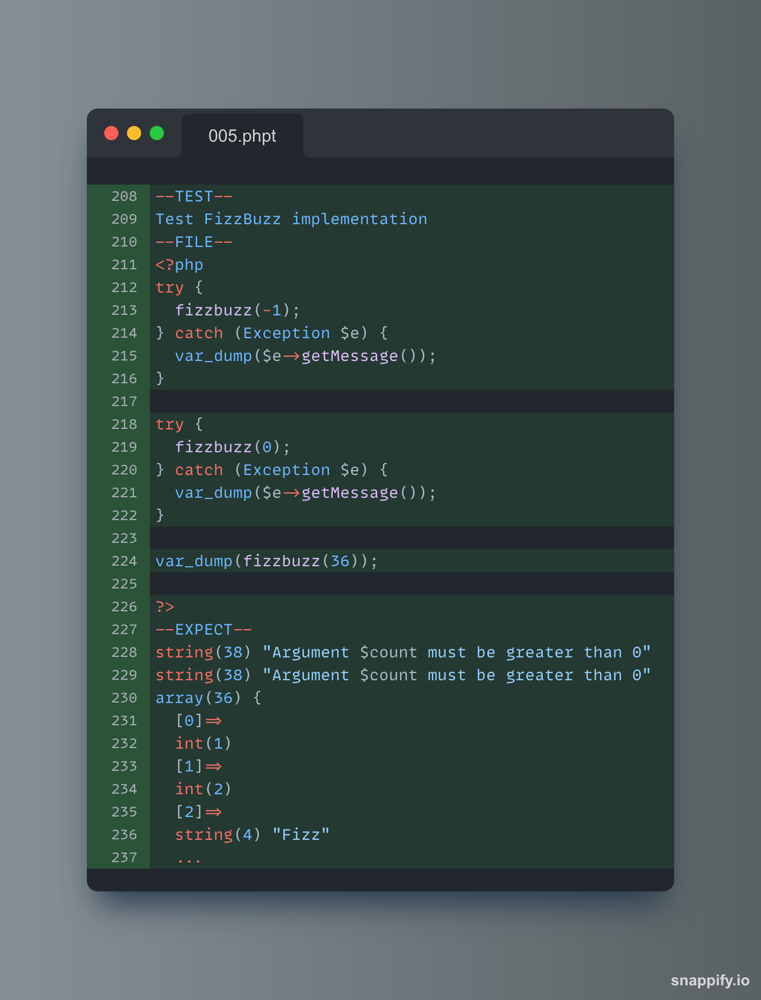 005.phpt
208 --TEST--
209 Test FizzBuzz implementation
210 --FILE--
211 <?php
212 try {
213   fizzbuzz(-1);
214 } catch (Exception $e) {
215   var_dump($e->getMessage());
216 }
217
218 try {
219   fizzbuzz(0);
220 } catch (Exception $e) {
221   var_dump($e->getMessage());
222 }
223
224 var_dump(fizzbuzz(36));
225
226 ?>
227 --EXPECT--
228 string(38) "Argument $count must be greater than 0"
229 string(38) "Argument $count must be greater than 0"
230 array(36) {
231   [0]=>
232   int(1)
233   [1]=>
234   int(2)
235   [2]=>
236   string(4) "Fizz"
237   ...
snappify.io